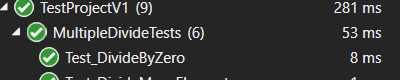 TestProjectV1 (9) 281 ms
MultipleDivideTests (6) 53 ms
Test_DivideByZero 8 ms